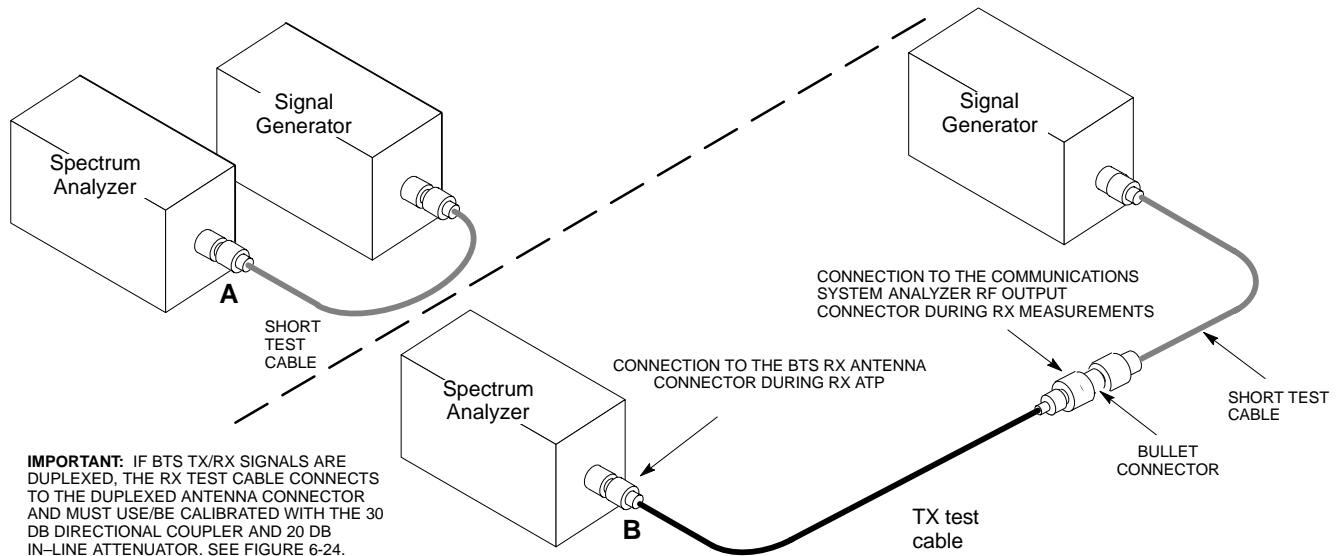 Signal
Generator
Spectrum
Analyzer
A
SHORT
TEST
CABLE
Signal
Generator
CONNECTION TO THE COMMUNICATIONS
SYSTEM ANALYZER RF OUTPUT
CONNECTOR DURING RX MEASUREMENTS
CONNECTION TO THE BTS RX ANTENNA
CONNECTOR DURING RX ATP
Spectrum
Analyzer
SHORT TEST
CABLE
BULLET
CONNECTOR
B
TX test
cable
IMPORTANT: IF BTS TX/RX SIGNALS ARE
DUPLEXED, THE RX TEST CABLE CONNECTS
TO THE DUPLEXED ANTENNA CONNECTOR
AND MUST USE/BE CALIBRATED WITH THE 30
DB DIRECTIONAL COUPLER AND 20 DB
IN–LINE ATTENUATOR. SEE FIGURE 6-24.